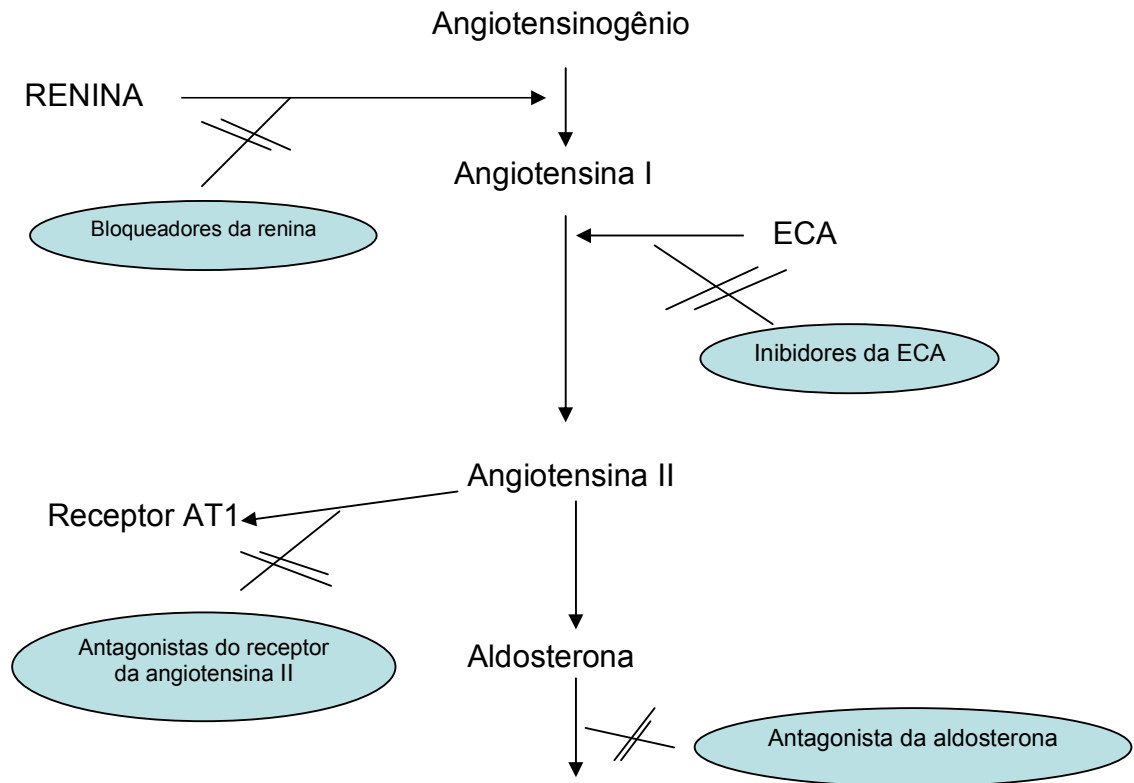 Angiotensinogênio
RENINA
Angiotensina I
Bloqueadores da renina
ECA
Inibidores da ECA
Angiotensina II
Receptor AT1
Antagonistas do receptor
da angiotensina II
Aldosterona
Antagonista da aldosterona